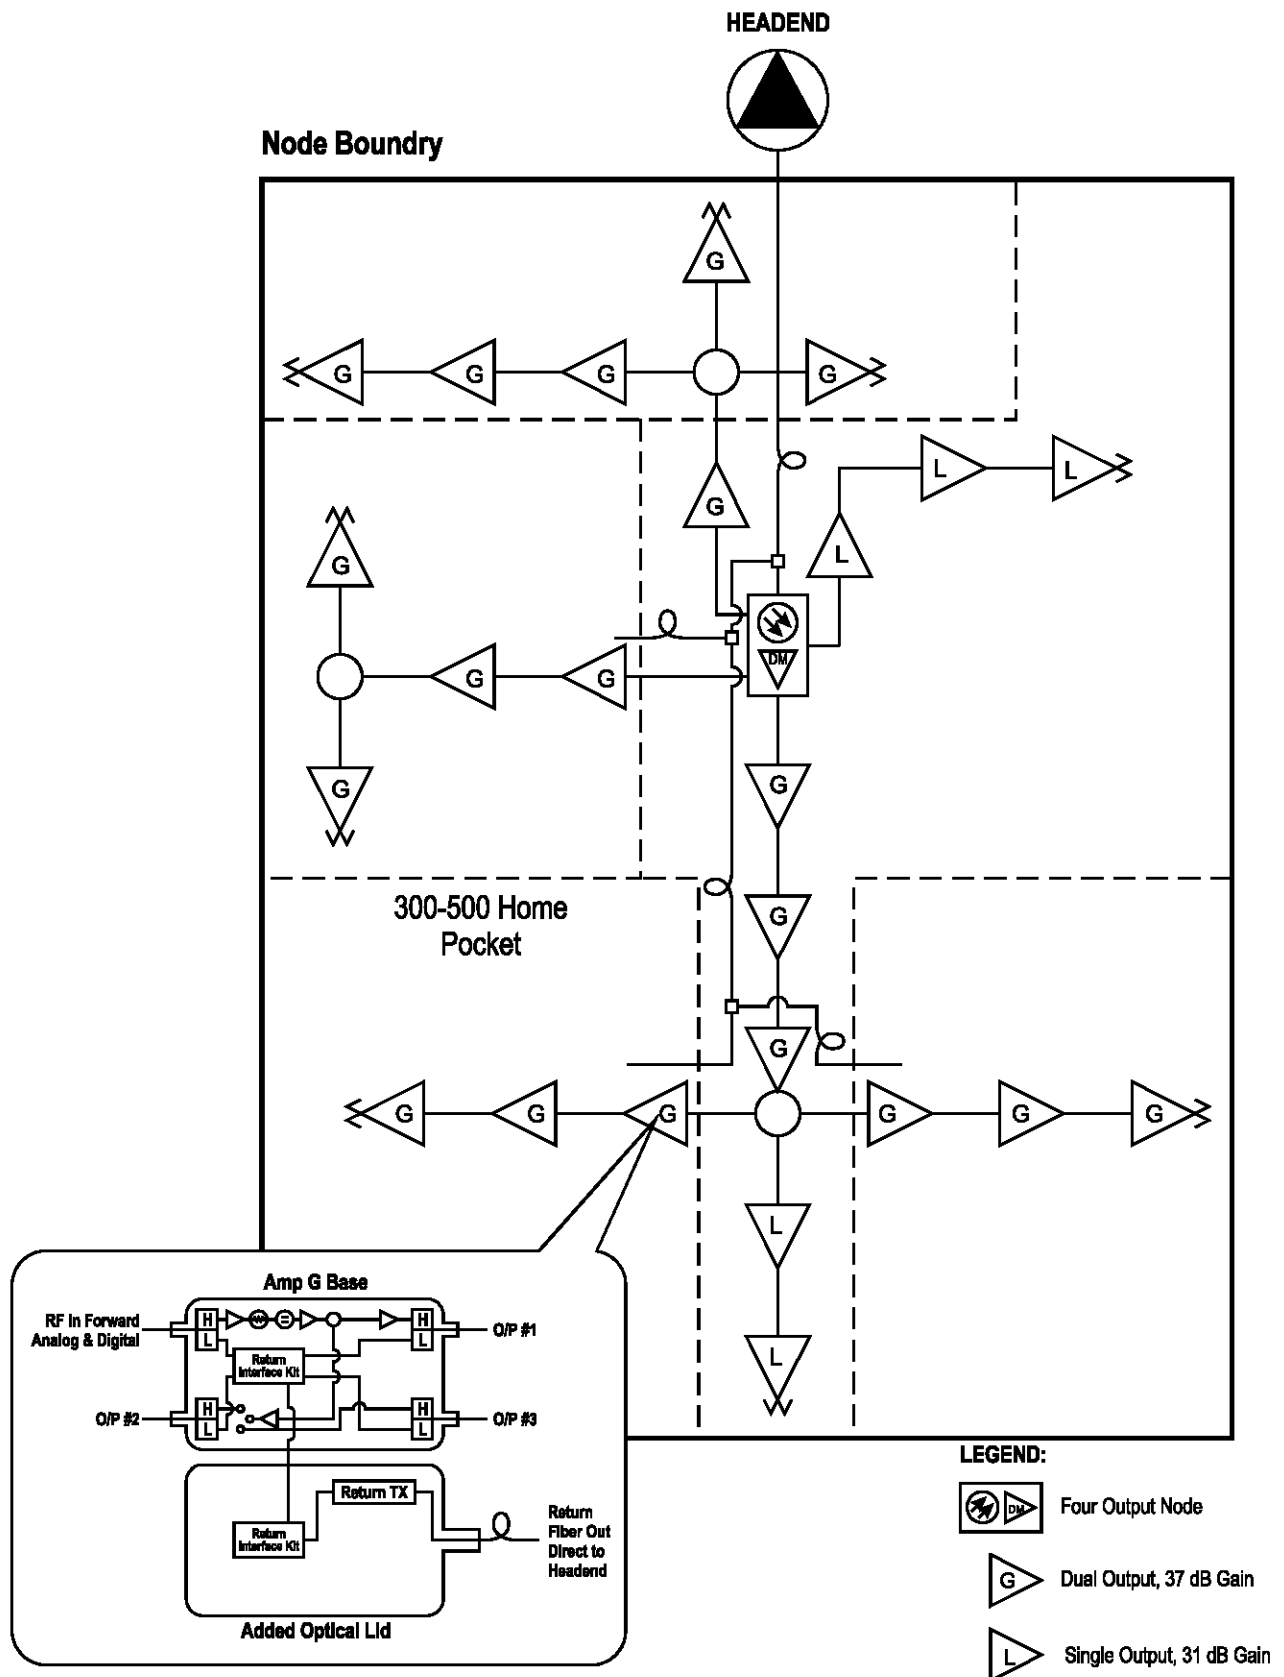 HEADEND
Node Boundry
G
G
G
G
G
L
L
G
G
L
DM
G
G
G
G
G
300-500 Home
Pocket
G
G
G
G
G
G
G
G
L
L
Amp G Base
RF In Forward
Analog & Digital
H
L
H
L
O/P #1
Return
Interface Kit
O/P #2
H
L
H
L
O/P #3
Return TX
Return
Interface Kit
Return
Fiber Out
Direct to
Headend
Added Optical Lid
LEGEND:
DM
Four Output Node
G
Dual Output, 37 dB Gain
L
Single Output, 31 dB Gain